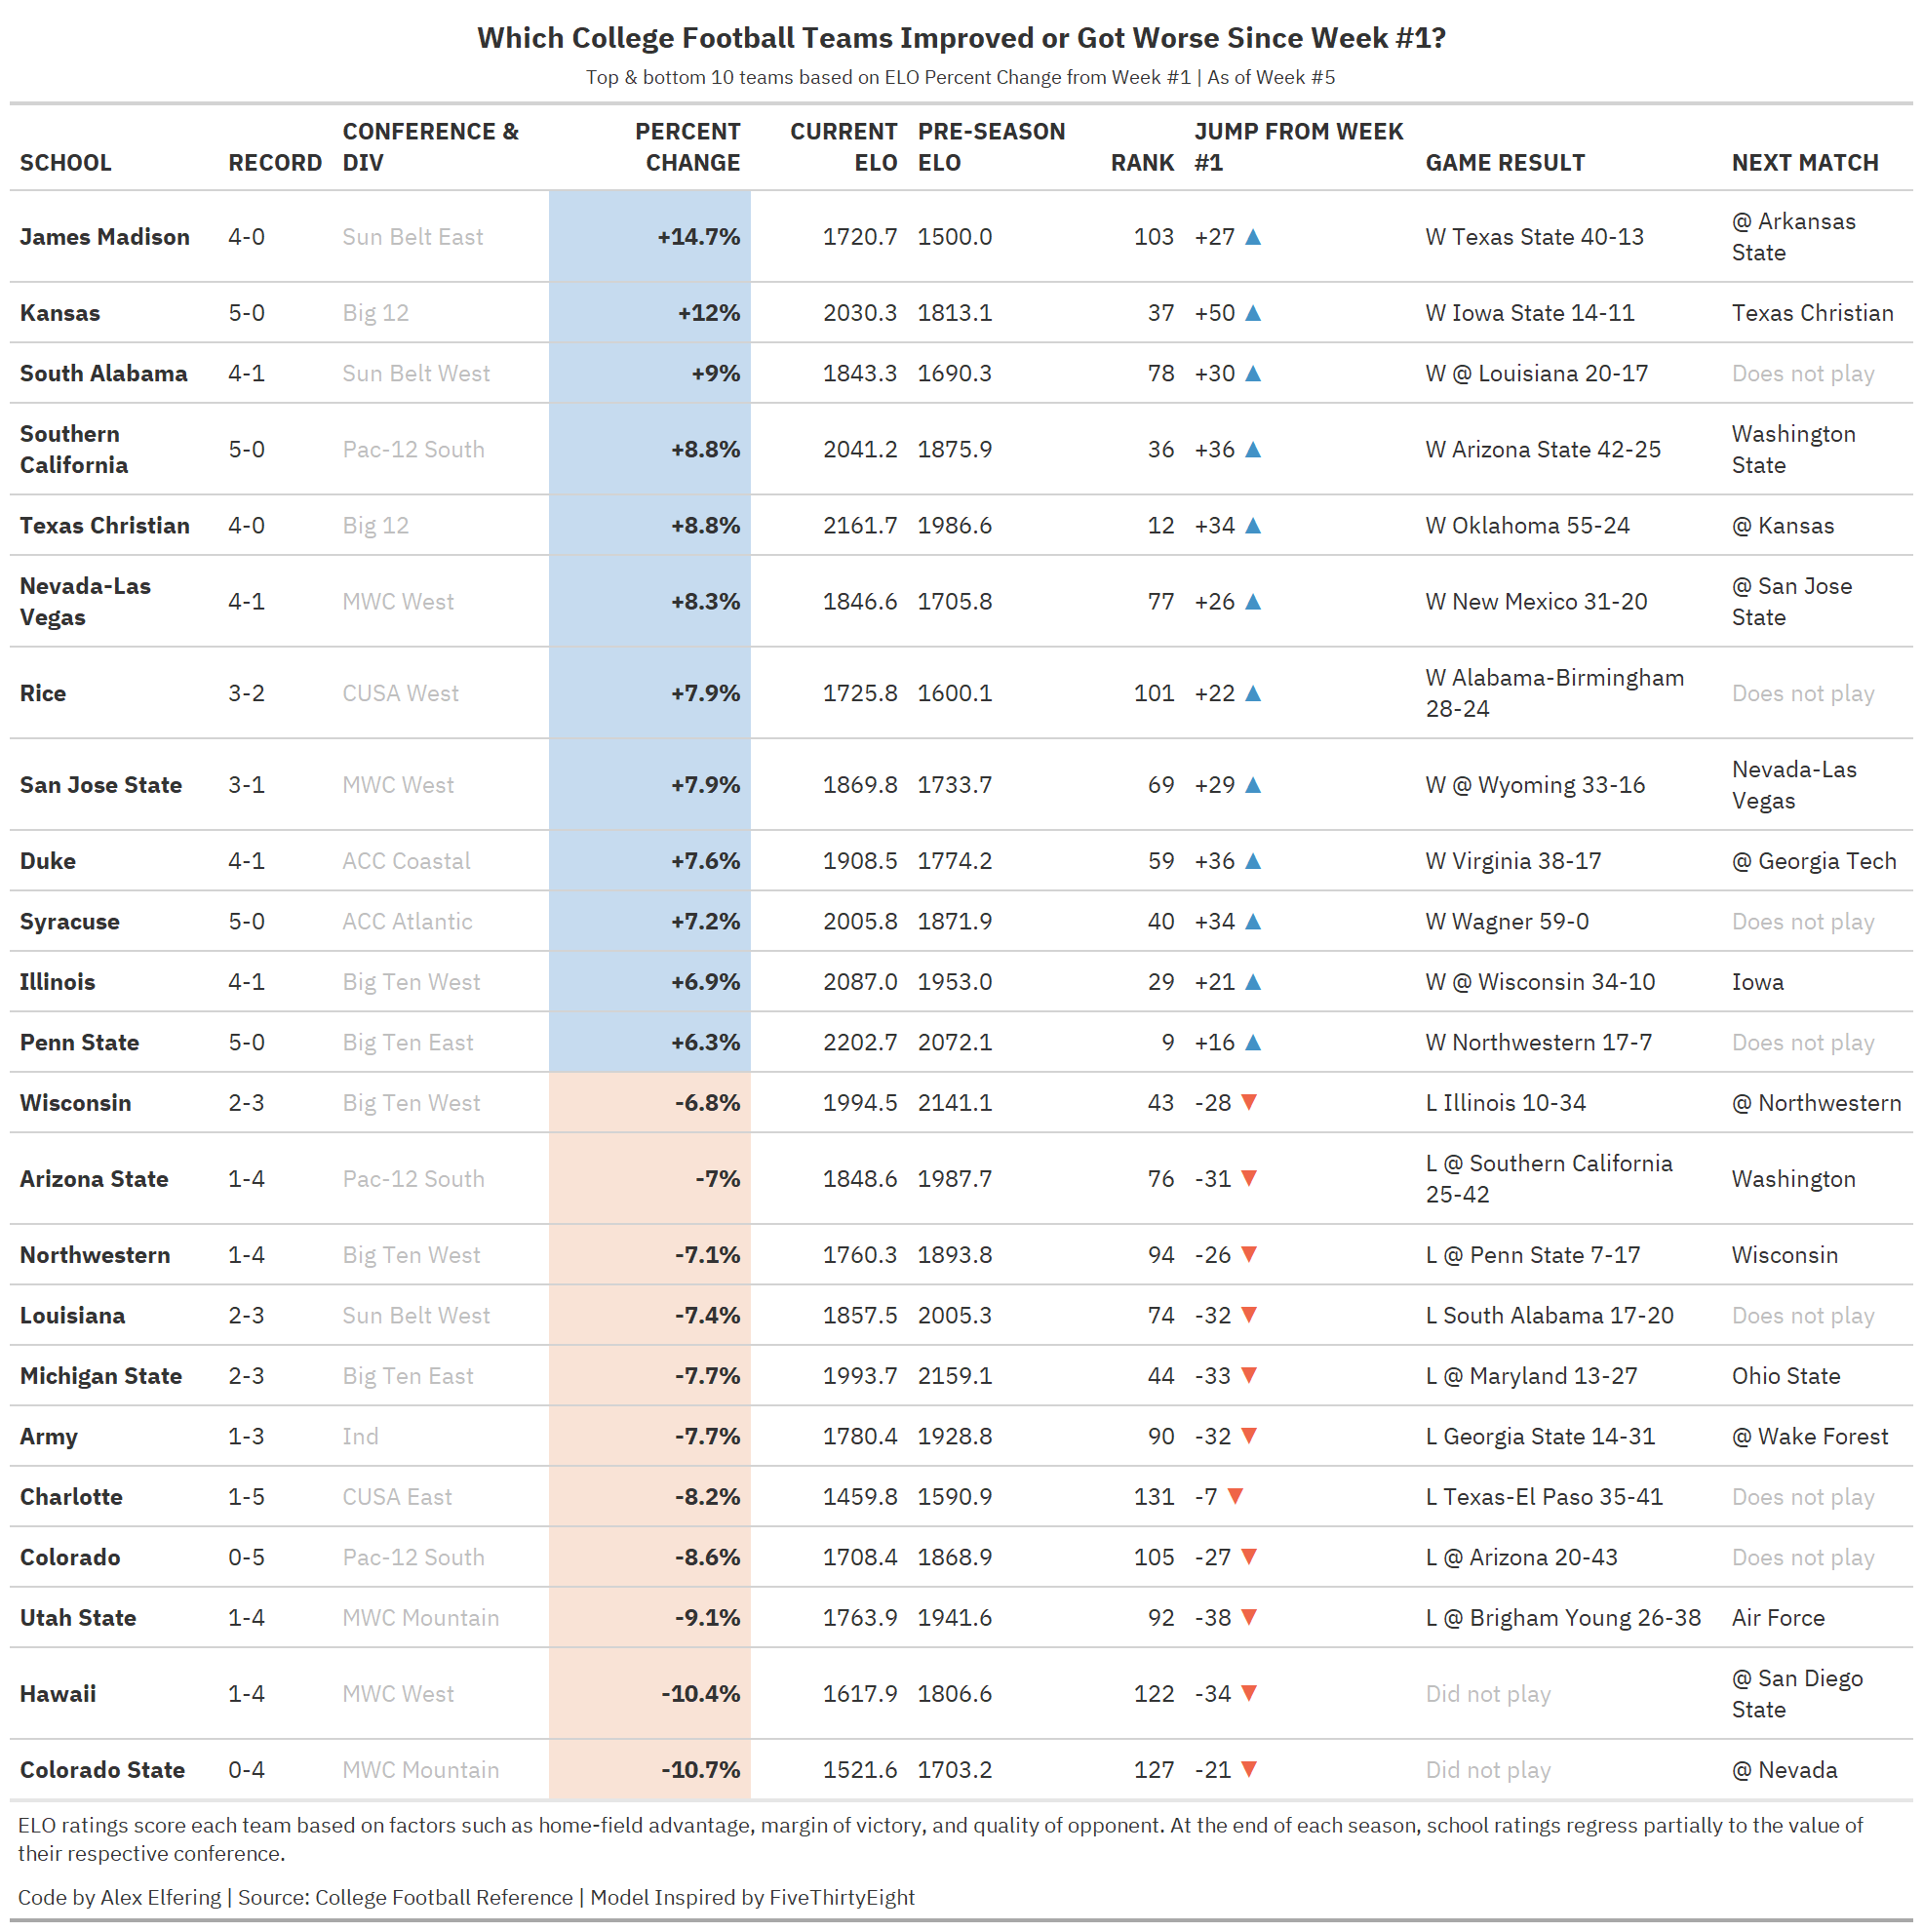 Which College Football Teams Improved or Got Worse Since Week #1?
Top & bottom 10 teams based on ELO Percent Change from Week #1 | As of Week #5
SCHOOL RECORD CONFERENCE & DIV PERCENT CHANGE CURRENT ELO PRE-SEASON ELO RANK JUMP FROM WEEK #1 GAME RESULT NEXT MATCH
James Madison 4-0 Sun Belt East +14.7% 1720.7 1500.0 103 +27 ▲ W Texas State 40-13 @ Arkansas State
Kansas 5-0 Big 12 +12% 2030.3 1813.1 37 +50 ▲ W Iowa State 14-11 Texas Christian
South Alabama 4-1 Sun Belt West +9% 1843.3 1690.3 78 +30 ▲ W @ Louisiana 20-17 Does not play
Southern California 5-0 Pac-12 South +8.8% 2041.2 1875.9 36 +36 ▲ W Arizona State 42-25 Washington State
Texas Christian 4-0 Big 12 +8.8% 2161.7 1986.6 12 +34 ▲ W Oklahoma 55-24 @ Kansas
Nevada-Las Vegas 4-1 MWC West +8.3% 1846.6 1705.8 77 +26 ▲ W New Mexico 31-20 @ San Jose State
Rice 3-2 CUSA West +7.9% 1725.8 1600.1 101 +22 ▲ W Alabama-Birmingham 28-24 Does not play
San Jose State 3-1 MWC West +7.9% 1869.8 1733.7 69 +29 ▲ W @ Wyoming 33-16 Nevada-Las Vegas
Duke 4-1 ACC Coastal +7.6% 1908.5 1774.2 59 +36 ▲ W Virginia 38-17 @ Georgia Tech
Syracuse 5-0 ACC Atlantic +7.2% 2005.8 1871.9 40 +34 ▲ W Wagner 59-0 Does not play
Illinois 4-1 Big Ten West +6.9% 2087.0 1953.0 29 +21 ▲ W @ Wisconsin 34-10 Iowa
Penn State 5-0 Big Ten East +6.3% 2202.7 2072.1 9 +16 ▲ W Northwestern 17-7 Does not play
Wisconsin 2-3 Big Ten West -6.8% 1994.5 2141.1 43 -28 ▼ L Illinois 10-34 @ Northwestern
Arizona State 1-4 Pac-12 South -7% 1848.6 1987.7 76 -31 ▼ L @ Southern California 25-42 Washington
Northwestern 1-4 Big Ten West -7.1% 1760.3 1893.8 94 -26 ▼ L @ Penn State 7-17 Wisconsin
Louisiana 2-3 Sun Belt West -7.4% 1857.5 2005.3 74 -32 ▼ L South Alabama 17-20 Does not play
Michigan State 2-3 Big Ten East -7.7% 1993.7 2159.1 44 -33 ▼ L @ Maryland 13-27 Ohio State
Army 1-3 Ind -7.7% 1780.4 1928.8 90 -32 ▼ L Georgia State 14-31 @ Wake Forest
Charlotte 1-5 CUSA East -8.2% 1459.8 1590.9 131 -7 ▼ L Texas-El Paso 35-41 Does not play
Colorado 0-5 Pac-12 South -8.6% 1708.4 1868.9 105 -27 ▼ L @ Arizona 20-43 Does not play
Utah State 1-4 MWC Mountain -9.1% 1763.9 1941.6 92 -38 ▼ L @ Brigham Young 26-38 Air Force
Hawaii 1-4 MWC West -10.4% 1617.9 1806.6 122 -34 ▼ Did not play @ San Diego State
Colorado State 0-4 MWC Mountain -10.7% 1521.6 1703.2 127 -21 ▼ Did not play @ Nevada
ELO ratings score each team based on factors such as home-field advantage, margin of victory, and quality of opponent. At the end of each season, school ratings regress partially to the value of
their respective conference.
Code by Alex Elfering | Source: College Football Reference | Model Inspired by FiveThirtyEight